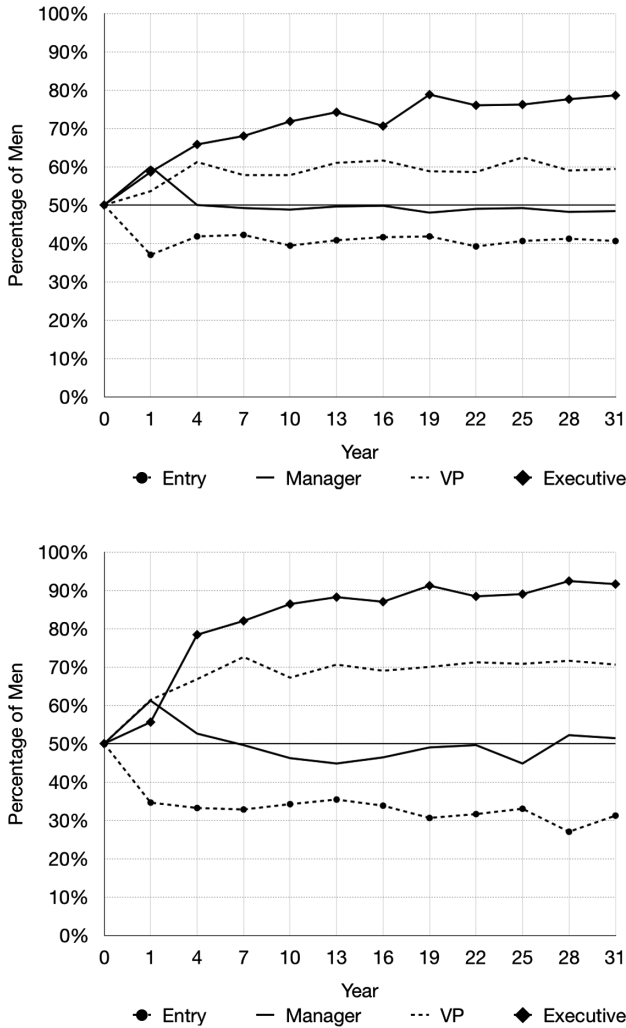 100%
90%
80%
70%
60%
50%
40%
30%
20%
10%
0%
Percentage of Men
0 1 4 7 10 13 16 19 22 25 28 31
Year
Entry Manager VP Executive
100%
90%
80%
70%
60%
50%
40%
30%
20%
10%
0%
Percentage of Men
0 1 4 7 10 13 16 19 22 25 28 31
Year
Entry Manager VP Executive